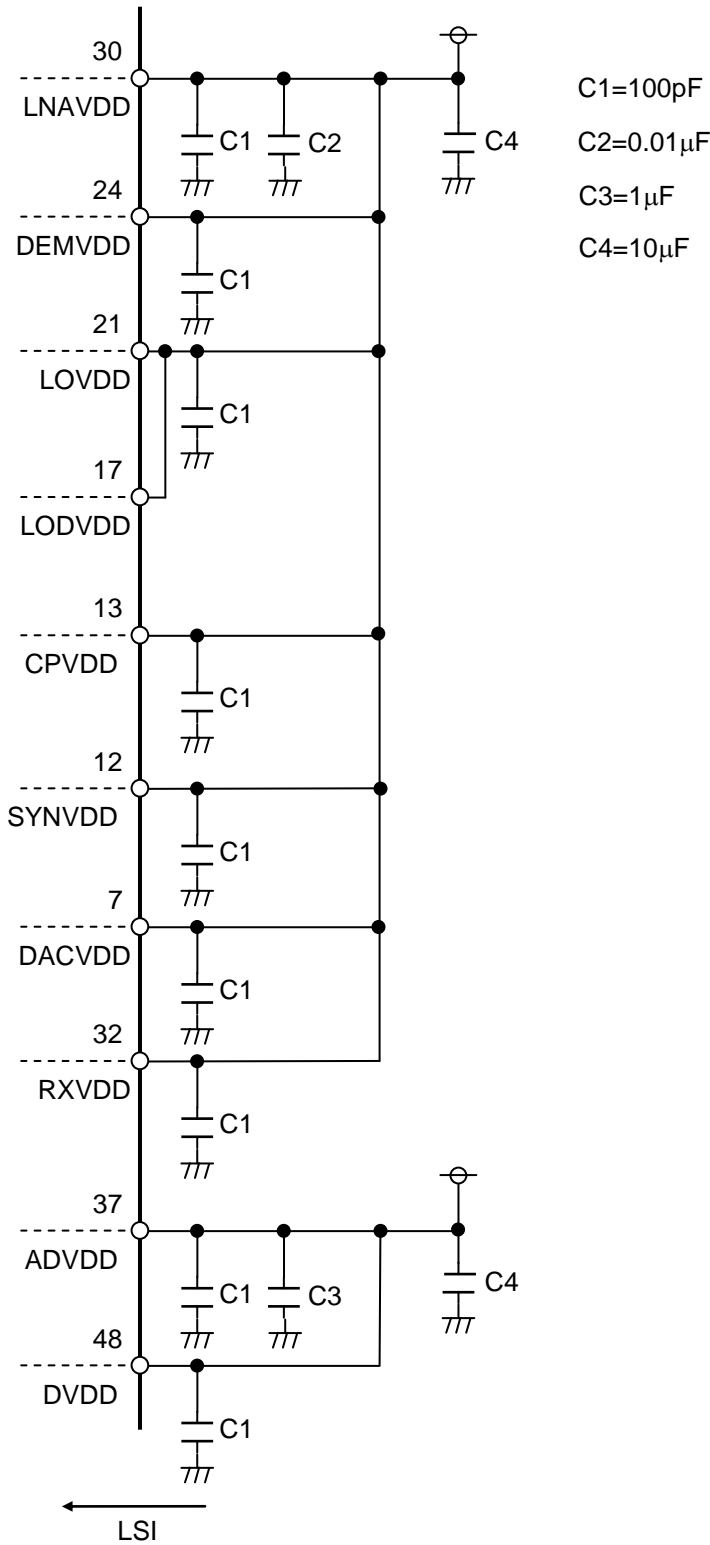 30
LNAVDD
C1
C2
C4
C1=100pF
C2=0.01μF
C3=1μF
C4=10μF
24
DEMVDD
C1
21
LOVDD
C1
17
LODVDD
13
CPVDD
C1
12
SYNVDD
C1
7
DACVDD
C1
32
RXVDD
C1
37
ADVDD
C1
C3
C4
48
DVDD
C1
LSI